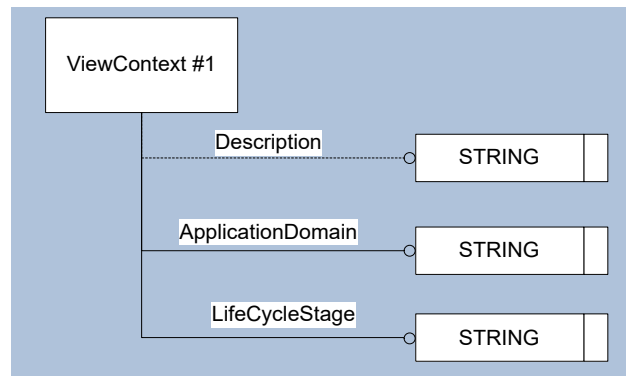 ViewContext #1
Description
STRING
ApplicationDomain
STRING
LifeCycleStage
STRING